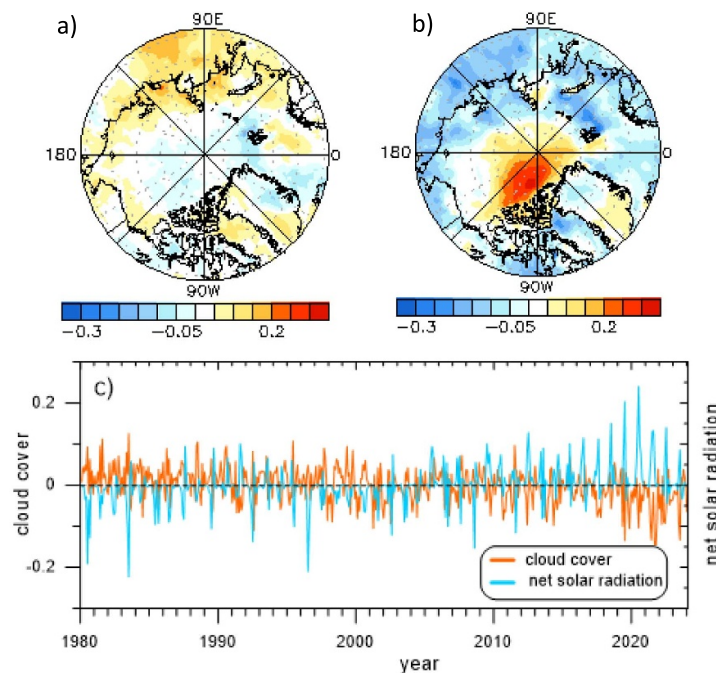 a)
90E
180
0
90W
−0.3 −0.05 0.2
b)
90E
180
0
90W
−0.3 −0.05 0.2
c)
cloud cover
0.2
0
-0.2
net solar radiation
cloud cover
net solar radiation
1980 1990 2000 2010 2020
year